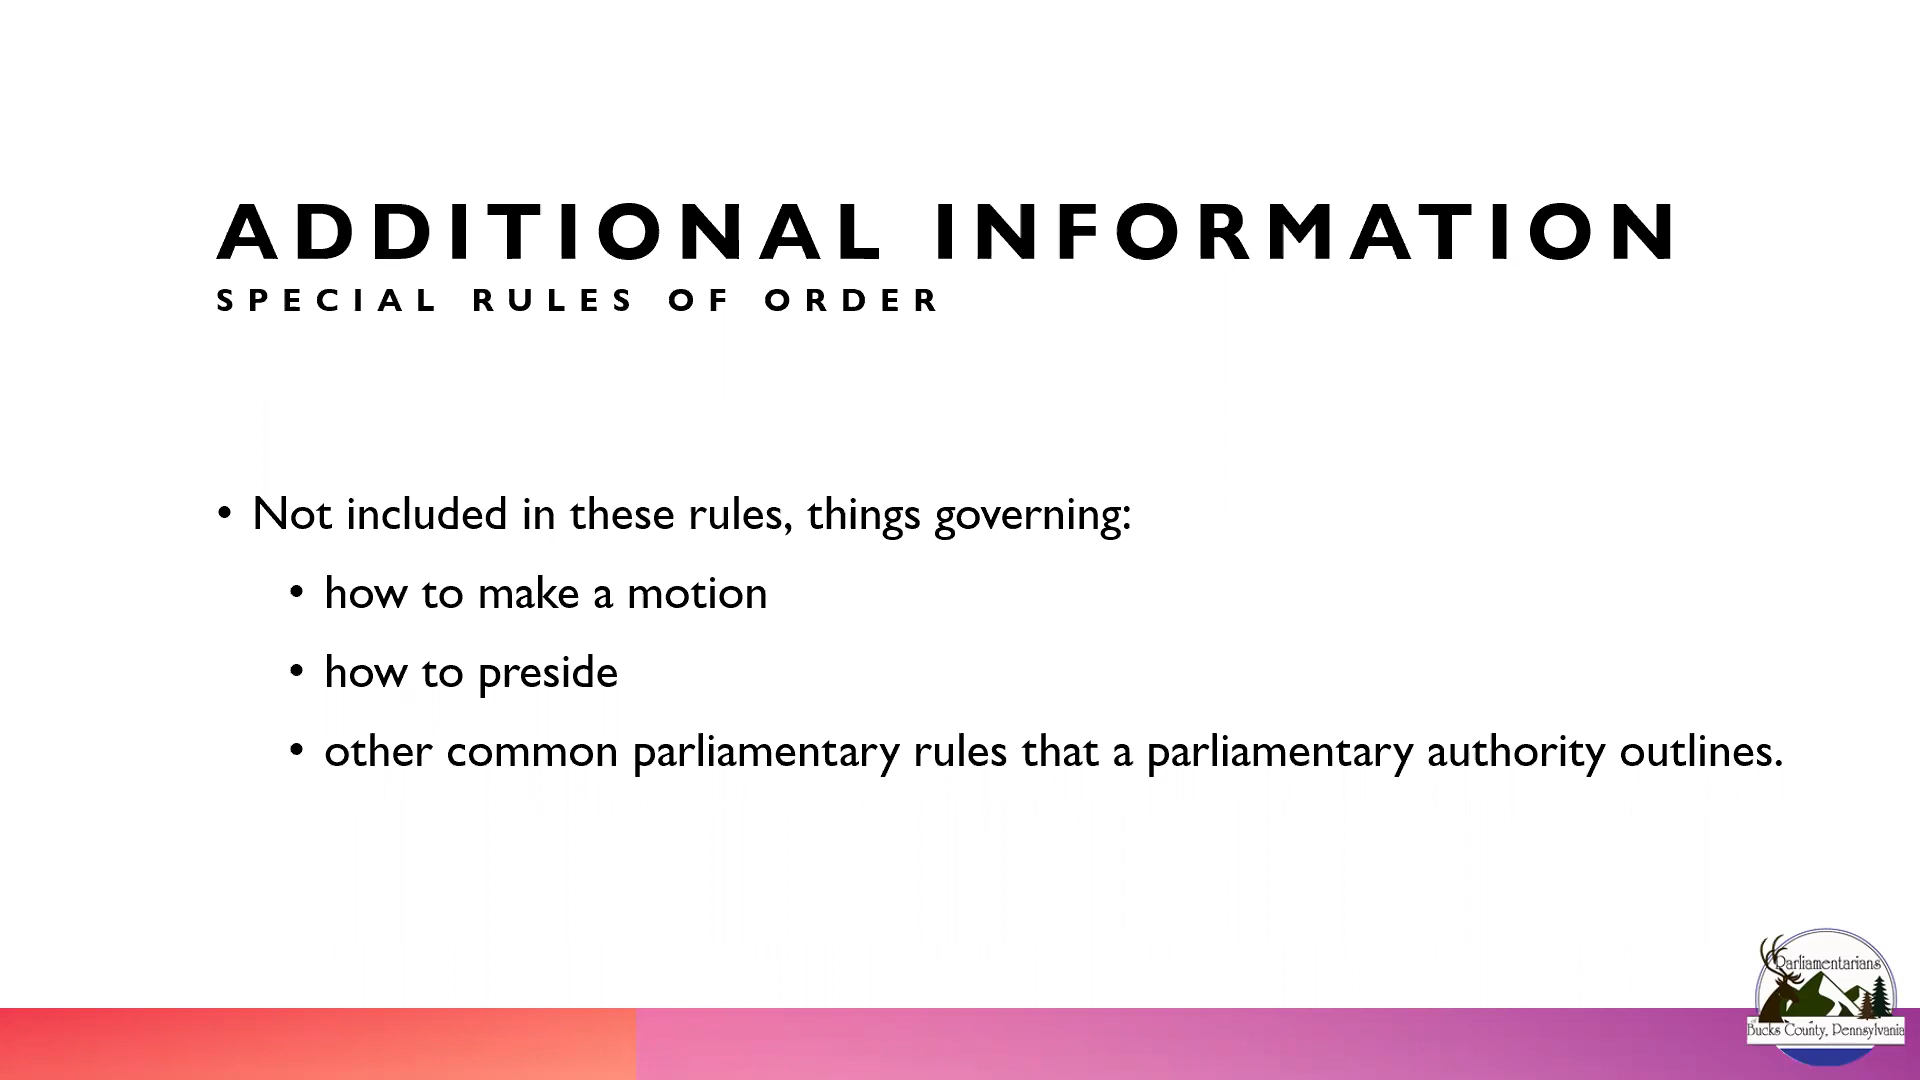 ADDITIONAL INFORMATION
SPECIAL RULES OF ORDER
• Not included in these rules, things governing:
• how to make a motion
• how to preside
• other common parliamentary rules that a parliamentary authority outlines.
Parliamentarians
Bucks County, Pennsylvania